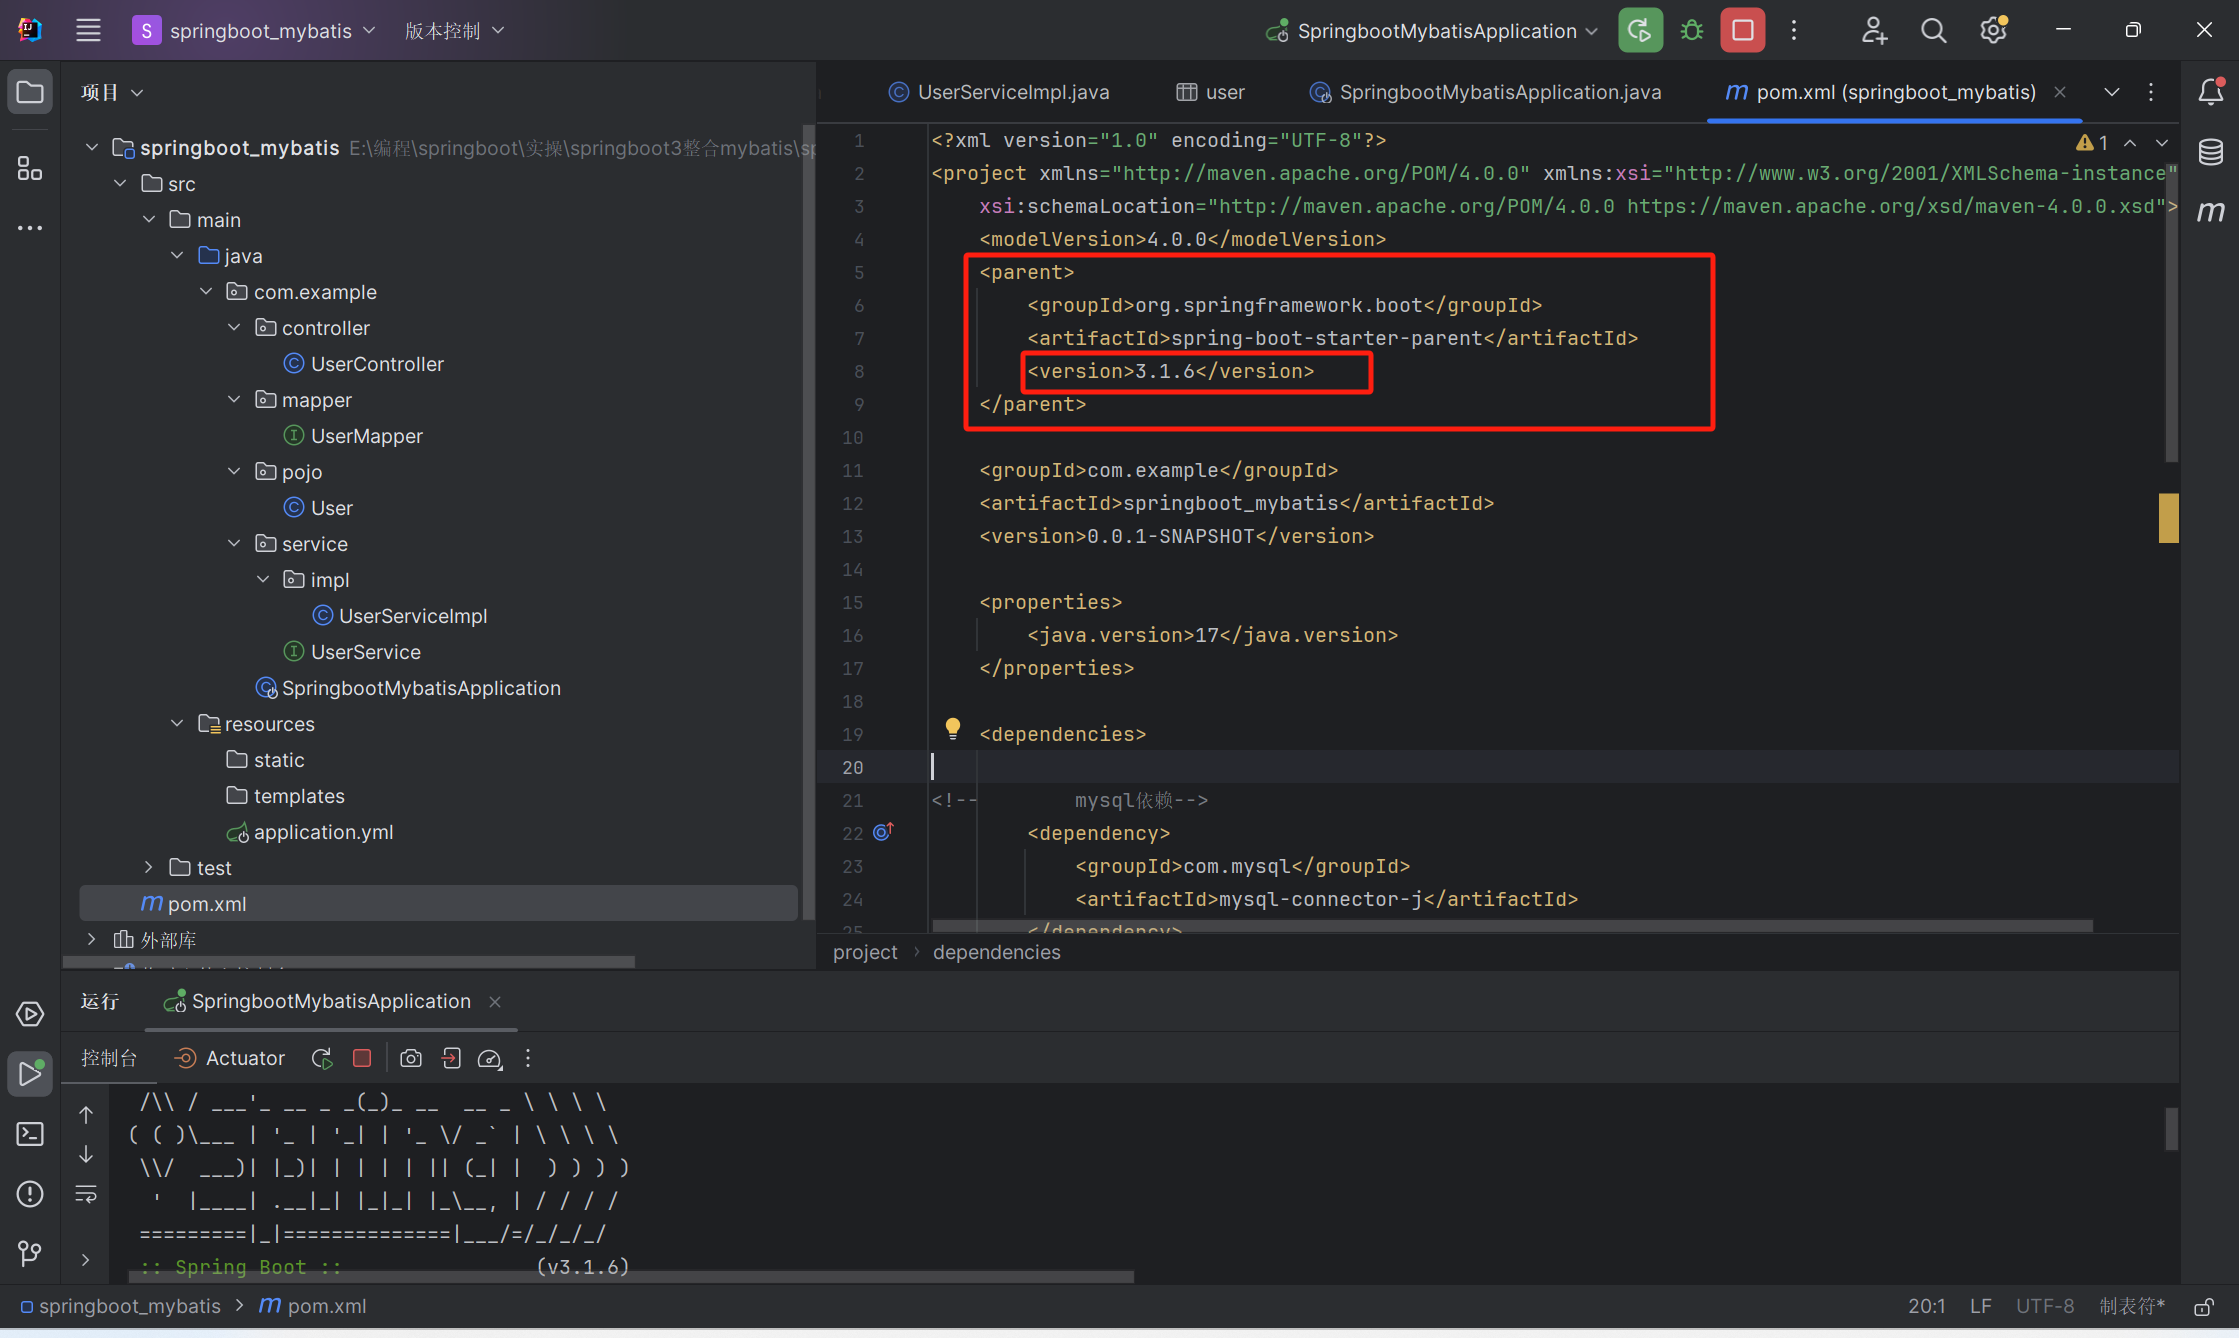 S springboot_mybatis 版本控制 SpringbootMybatisApplication
项目
UserServiceImpl.java user SpringbootMybatisApplication.java m pom.xml (springboot_mybatis)
springboot_mybatis E:\编程\springboot\实操\springboot3整合mybatis\sp
src
main
java
com.example
controller
UserController
mapper
UserMapper
pojo
User
service
impl
UserServiceImpl
UserService
SpringbootMybatisApplication
resources
static
templates
application.yml
test
m pom.xml
外部库
1 <?xml version="1.0" encoding="UTF-8"?>
1
2 <project xmlns="http://maven.apache.org/POM/4.0.0" xmlns:xsi="http://www.w3.org/2001/XMLSchema-instance"
3 xsi:schemaLocation="http://maven.apache.org/POM/4.0.0 https://maven.apache.org/xsd/maven-4.0.0.xsd">
4 <modelVersion>4.0.0</modelVersion>
5 <parent>
6 <groupId>org.springframework.boot</groupId>
7 <artifactId>spring-boot-starter-parent</artifactId>
8 <version>3.1.6</version>
9 </parent>
10
11 <groupId>com.example</groupId>
12 <artifactId>springboot_mybatis</artifactId>
13 <version>0.0.1-SNAPSHOT</version>
14
15 <properties>
16 <java.version>17</java.version>
17 </properties>
18
19 <dependencies>
20
21 <!-- mysql依赖-->
22 <dependency>
23 <groupId>com.mysql</groupId>
24 <artifactId>mysql-connector-j</artifactId>
25 </dependency>
project > dependencies
运行 SpringbootMybatisApplication
控制台 Actuator
 /\\ / ___'_ __ _ _(_)_ __  __ _ \ \ \ \
( ( )\___ | '_ | '_| | '_ \/ _` | \ \ \ \
 \\/  ___)| |_)| | | | | || (_| |  ) ) ) )
  '  |____| .__|_| |_|_| |_\__, | / / / /
 =========|_|==============|___/=/_/_/_/
 :: Spring Boot ::                (v3.1.6)
springboot_mybatis > m pom.xml
20:1 LF UTF-8 制表符*